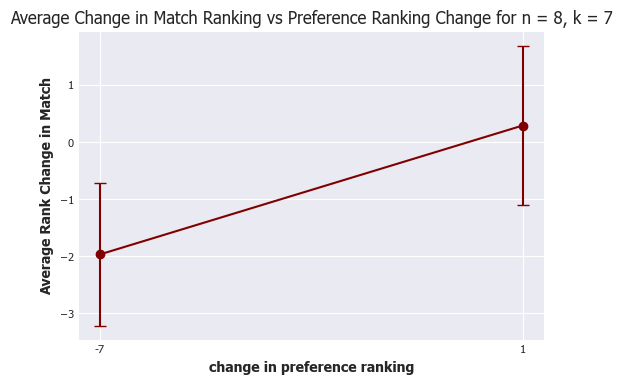 Average Change in Match Ranking vs Preference Ranking Change for n = 8, k = 7
Average Rank Change in Match
1
0
−1
−2
−3
-7
1
change in preference ranking